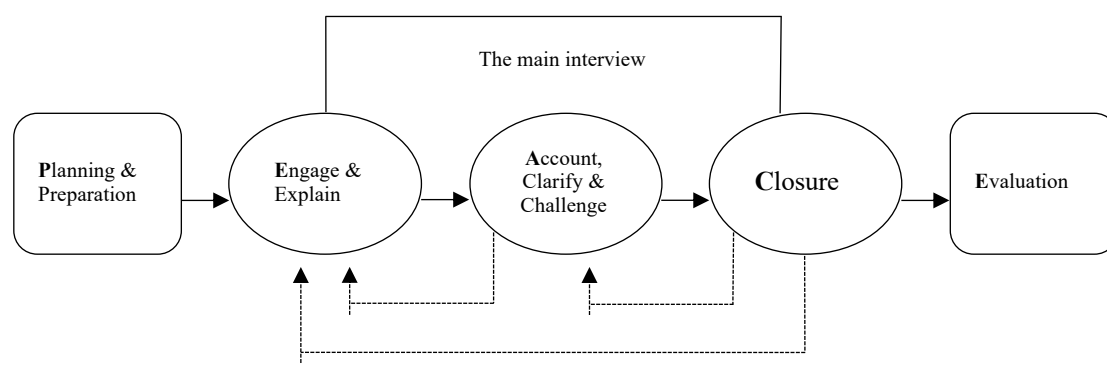 The main interview
Planning &
Preparation
Engage &
Explain
Account,
Clarify &
Challenge
Closure
Evaluation